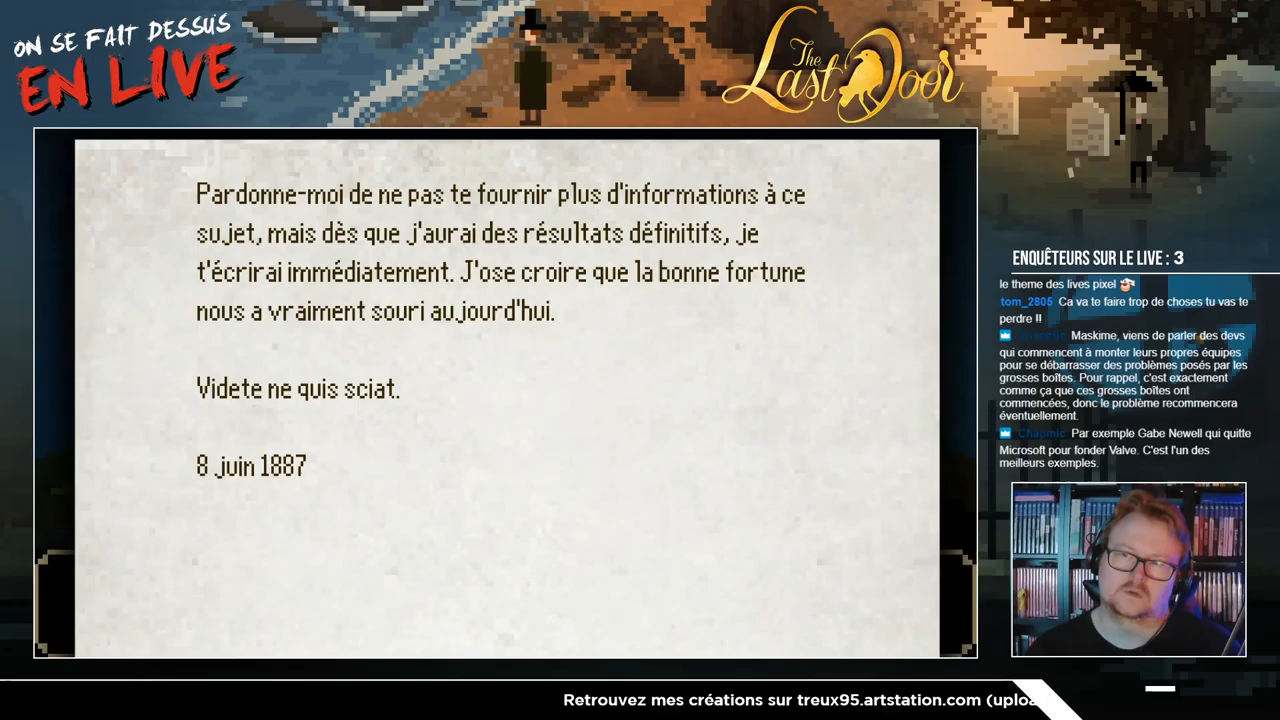 ON SE FAIT DESSUS
EN LIVE
The
Last Door
Pardonne-moi de ne pas te fournir plus d'informations à ce
sujet, mais dès que j'aurai des résultats définitifs, je
t'écrirai immédiatement. J'ose croire que la bonne fortune
nous a vraiment souri aujourd'hui.
Videte ne quis sciat.
8 juin 1887
ENQUÊTEURS SUR LE LIVE : 3
le theme des lives pixel
tom_2805 Ca va te faire trop de choses tu vas te
perdre !!
Maskime, viens de parler des devs
qui commencent à monter leurs propres équipes
pour se débarrasser des problèmes posés par les
grosses boîtes. Pour rappel, c'est exactement
comme ça que ces grosses boîtes ont
commencées, donc le problème recommencera
éventuellement.
Chapmic Par exemple Gabe Newell qui quitte
Microsoft pour fonder Valve. C'est l'un des
meilleurs exemples.
Retrouvez mes créations sur treux95.artstation.com (uploa